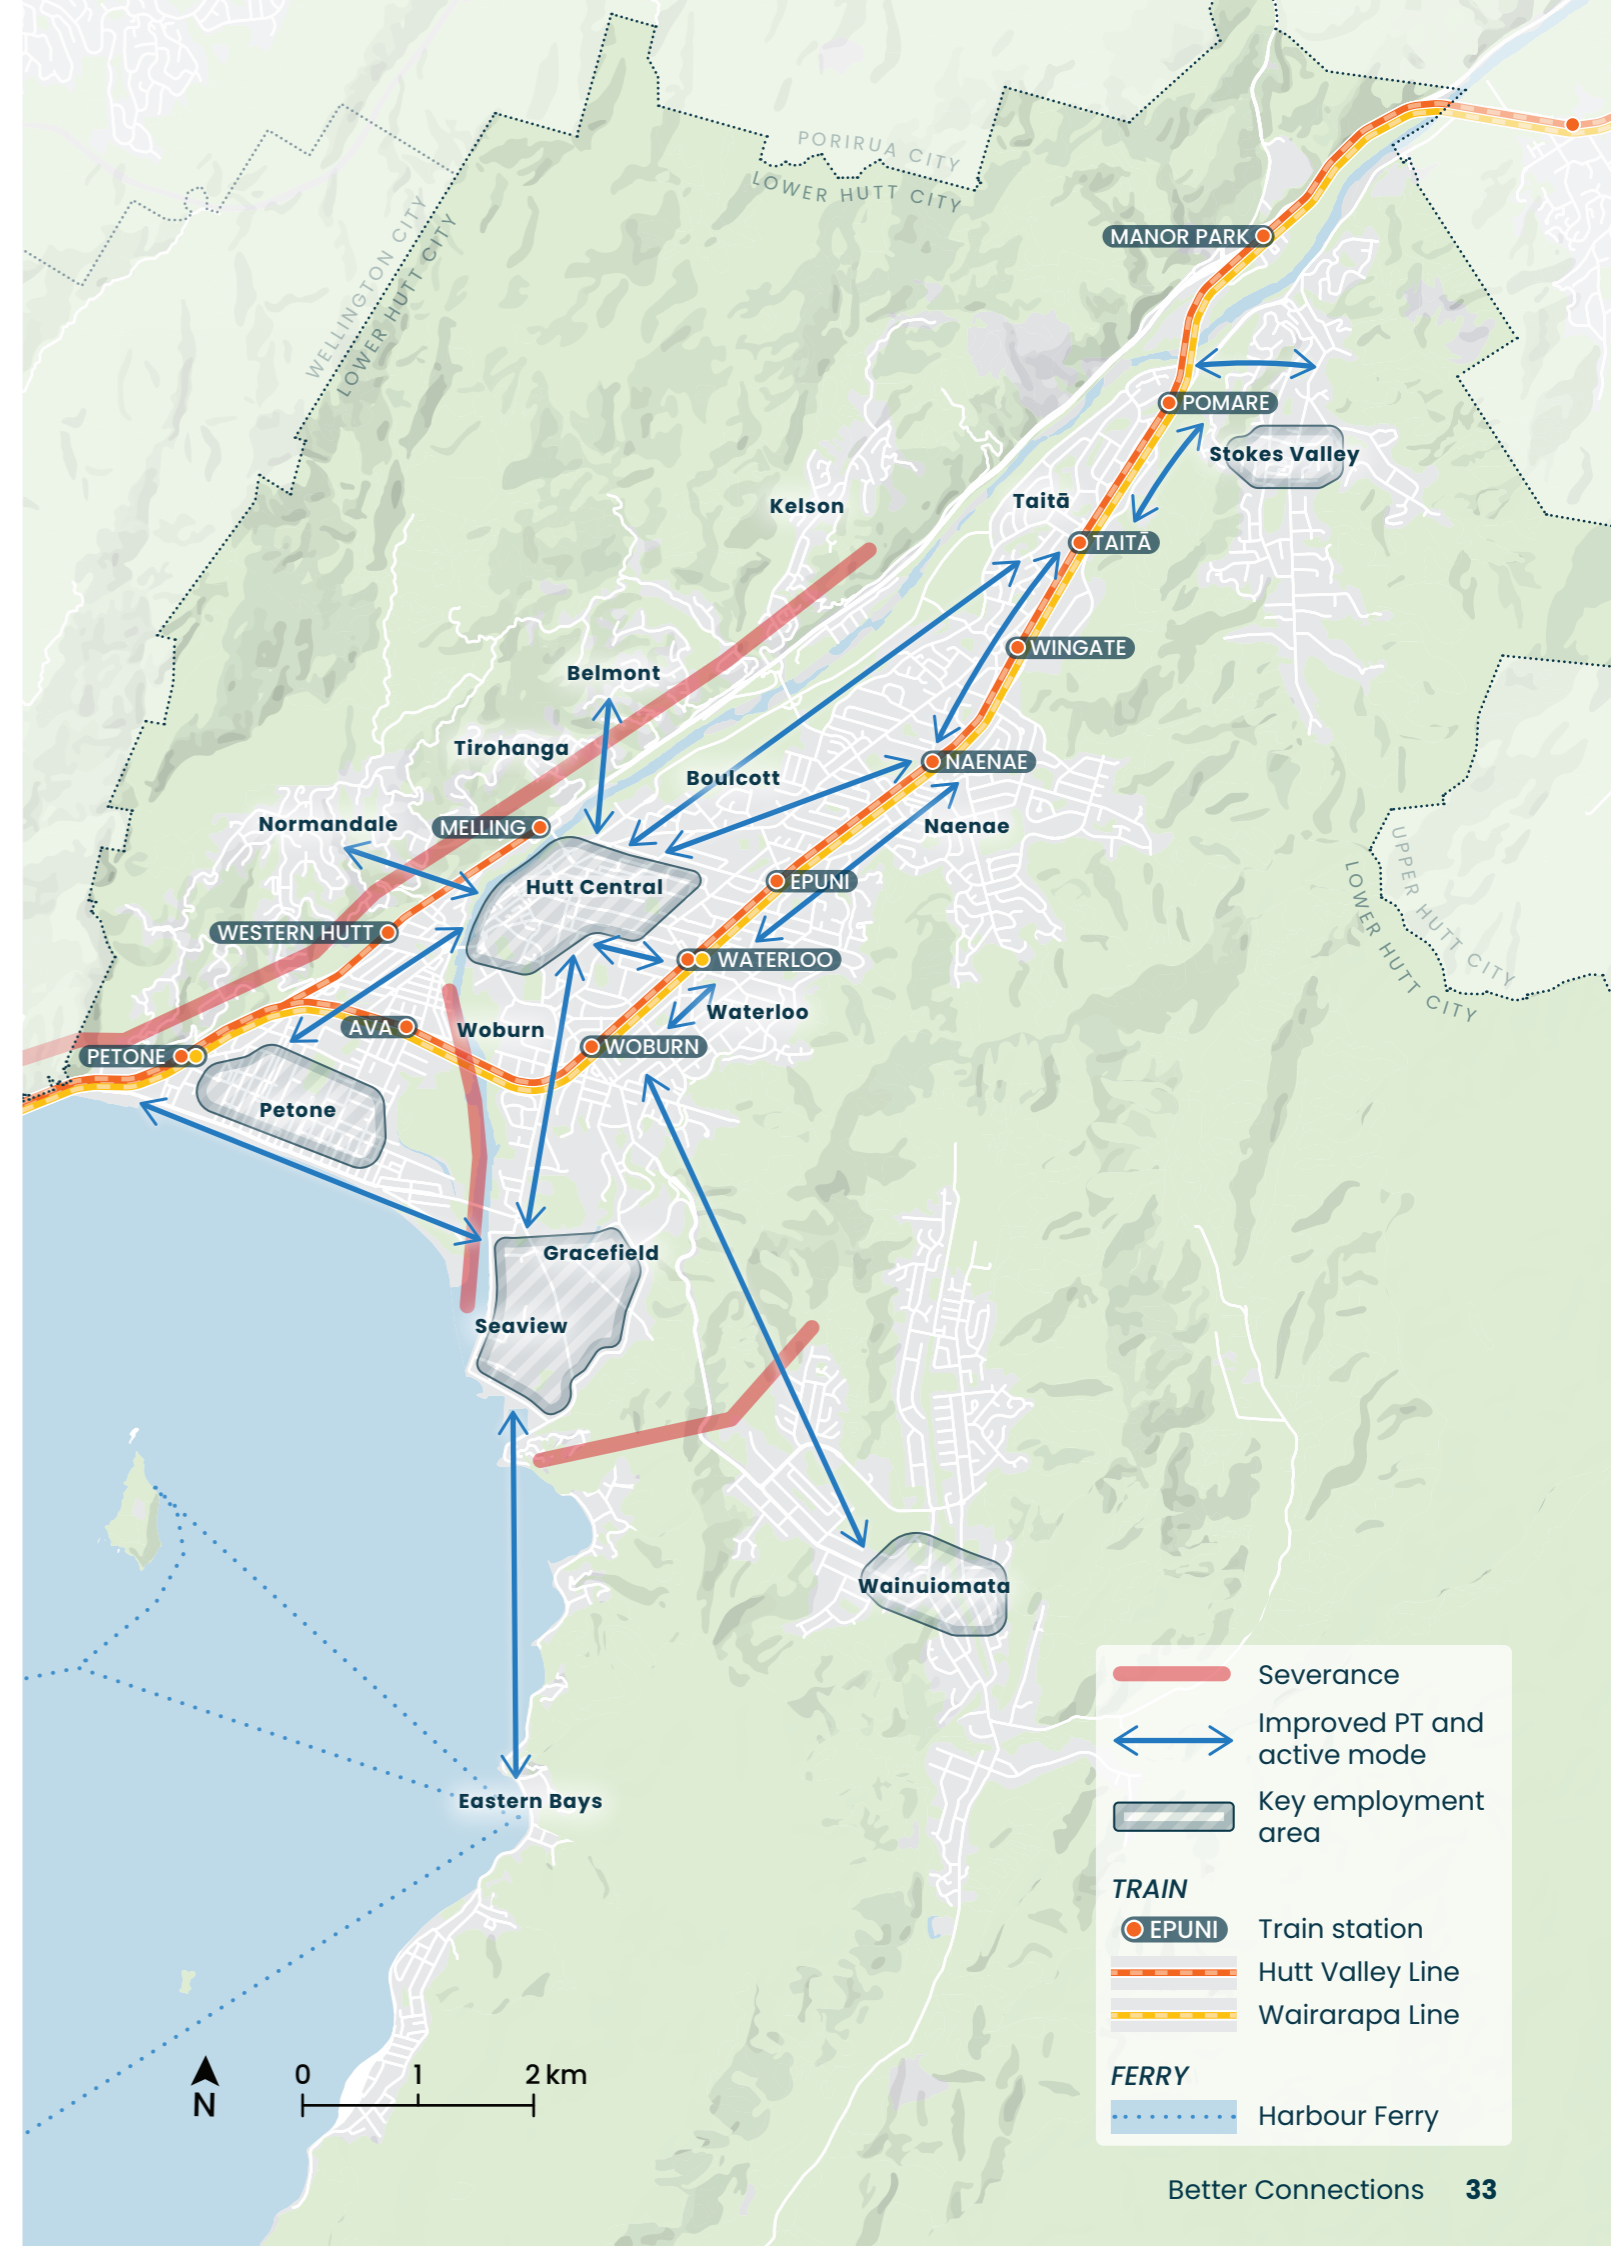 PORIRUA CITY
LOWER HUTT CITY
WELLINGTON CITY
LOWER HUTT CITY
MANOR PARK
POMARE
Stokes Valley
Kelson
Taitā
TAITĀ
WINGATE
Belmont
Tirohanga
Boulcott
NAENAE
Normandale
MELLING
Naenae
UPPER HUTT CITY
LOWER HUTT CITY
Hutt Central
EPUNI
WESTERN HUTT
WATERLOO
Waterloo
AVA
Woburn
WOBURN
PETONE
Petone
Gracefield
Seaview
Wainuiomata
Eastern Bays
Severance
Improved PT and
active mode
Key employment
area
TRAIN
EPUNI
Train station
Hutt Valley Line
Wairarapa Line
FERRY
Harbour Ferry
N
0 1 2 km
Better Connections 33